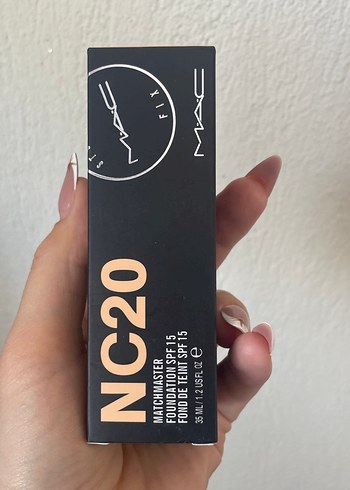 MAC
FIX
MAC
NC20
MATCHMASTER
FOUNDATION SPF 15
FOND DE TEINT SPF 15
35 ML / 1.2 US FL OZ ℮